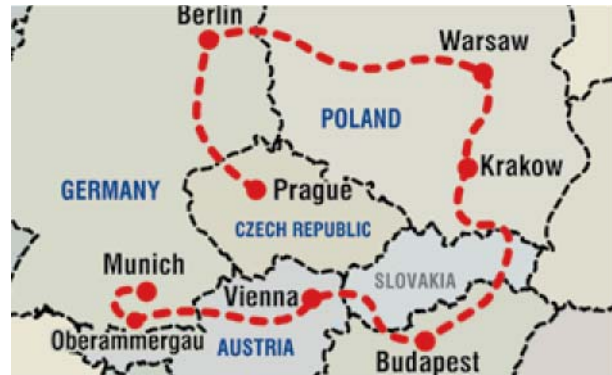 Berlin
Warsaw
POLAND
Krakow
GERMANY
Prague
CZECH REPUBLIC
Munich
SLOVAKIA
Vienna
Oberammergau
AUSTRIA
Budapest